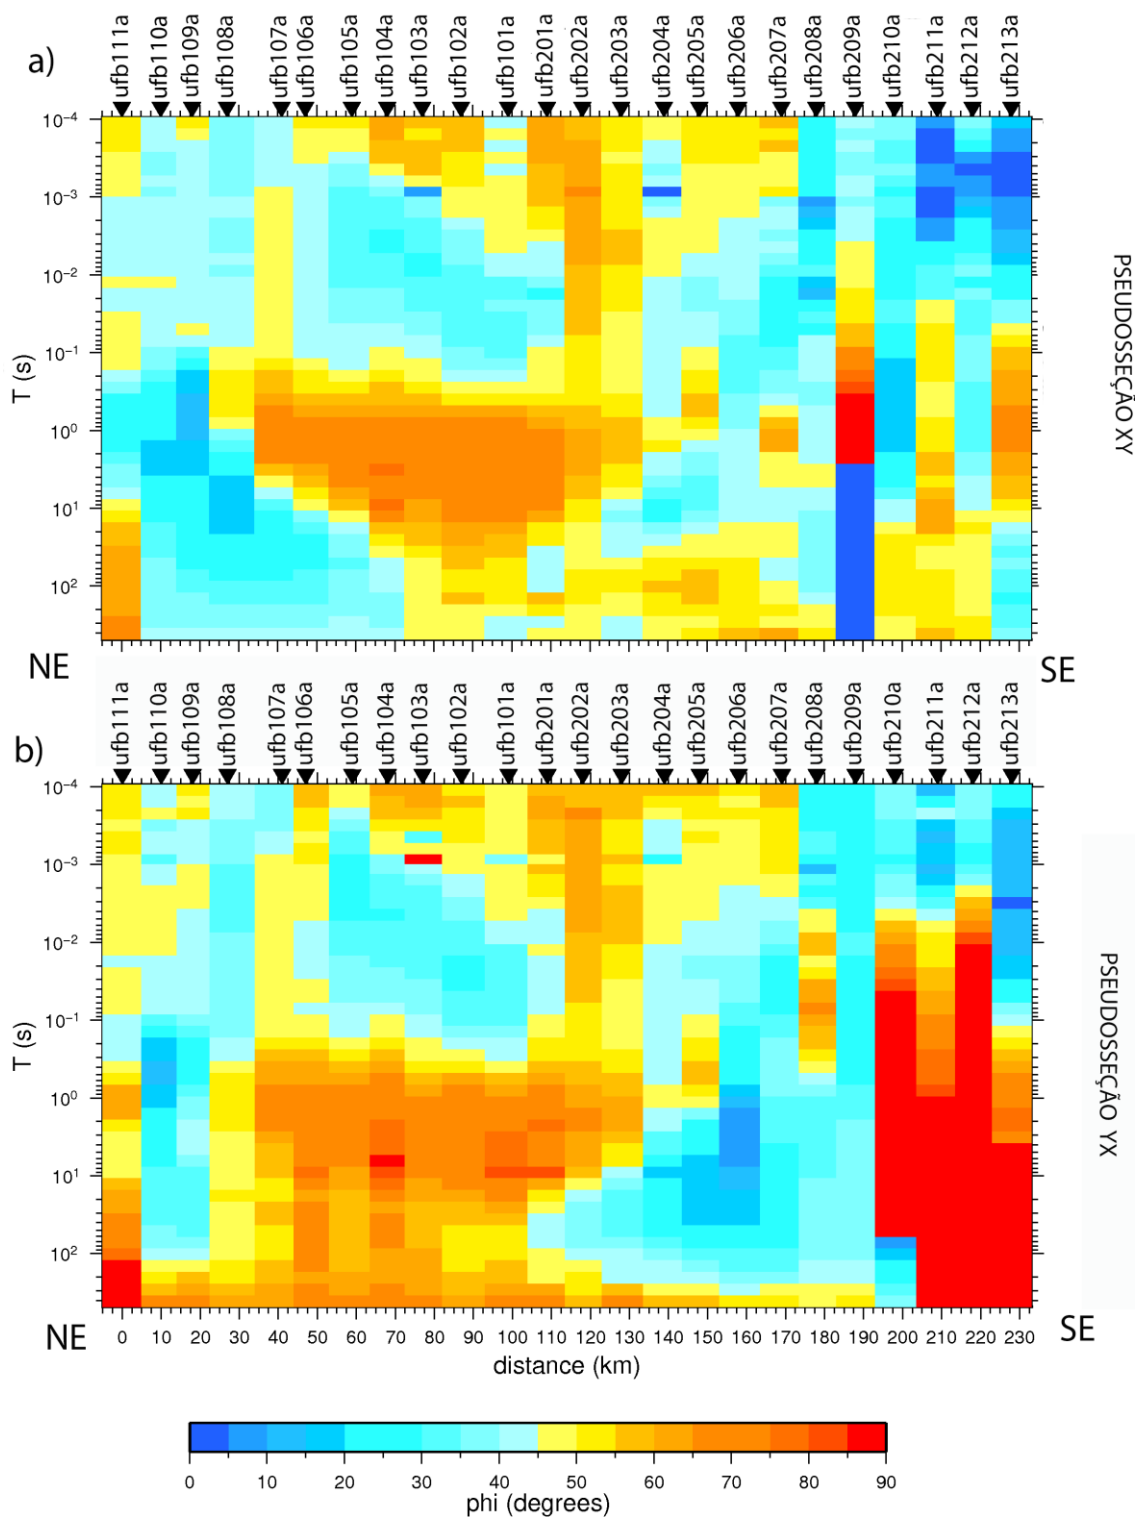 a)
ufb111a ufb110a ufb109a ufb108a ufb107a ufb106a ufb105a ufb104a ufb103a ufb102a ufb101a ufb201a ufb202a ufb203a ufb204a ufb205a ufb206a ufb207a ufb208a ufb209a ufb210a ufb211a ufb212a ufb213a
10⁻⁴
10⁻³
10⁻²
10⁻¹
10⁰
10¹
10²
T (s)
PSEUDOSSEÇÃO XY
NE SE
b)
ufb111a ufb110a ufb109a ufb108a ufb107a ufb106a ufb105a ufb104a ufb103a ufb102a ufb101a ufb201a ufb202a ufb203a ufb204a ufb205a ufb206a ufb207a ufb208a ufb209a ufb210a ufb211a ufb212a ufb213a
10⁻⁴
10⁻³
10⁻²
10⁻¹
10⁰
10¹
10²
T (s)
PSEUDOSSEÇÃO YX
NE SE
0 10 20 30 40 50 60 70 80 90 100 110 120 130 140 150 160 170 180 190 200 210 220 230
distance (km)
0 10 20 30 40 50 60 70 80 90
phi (degrees)